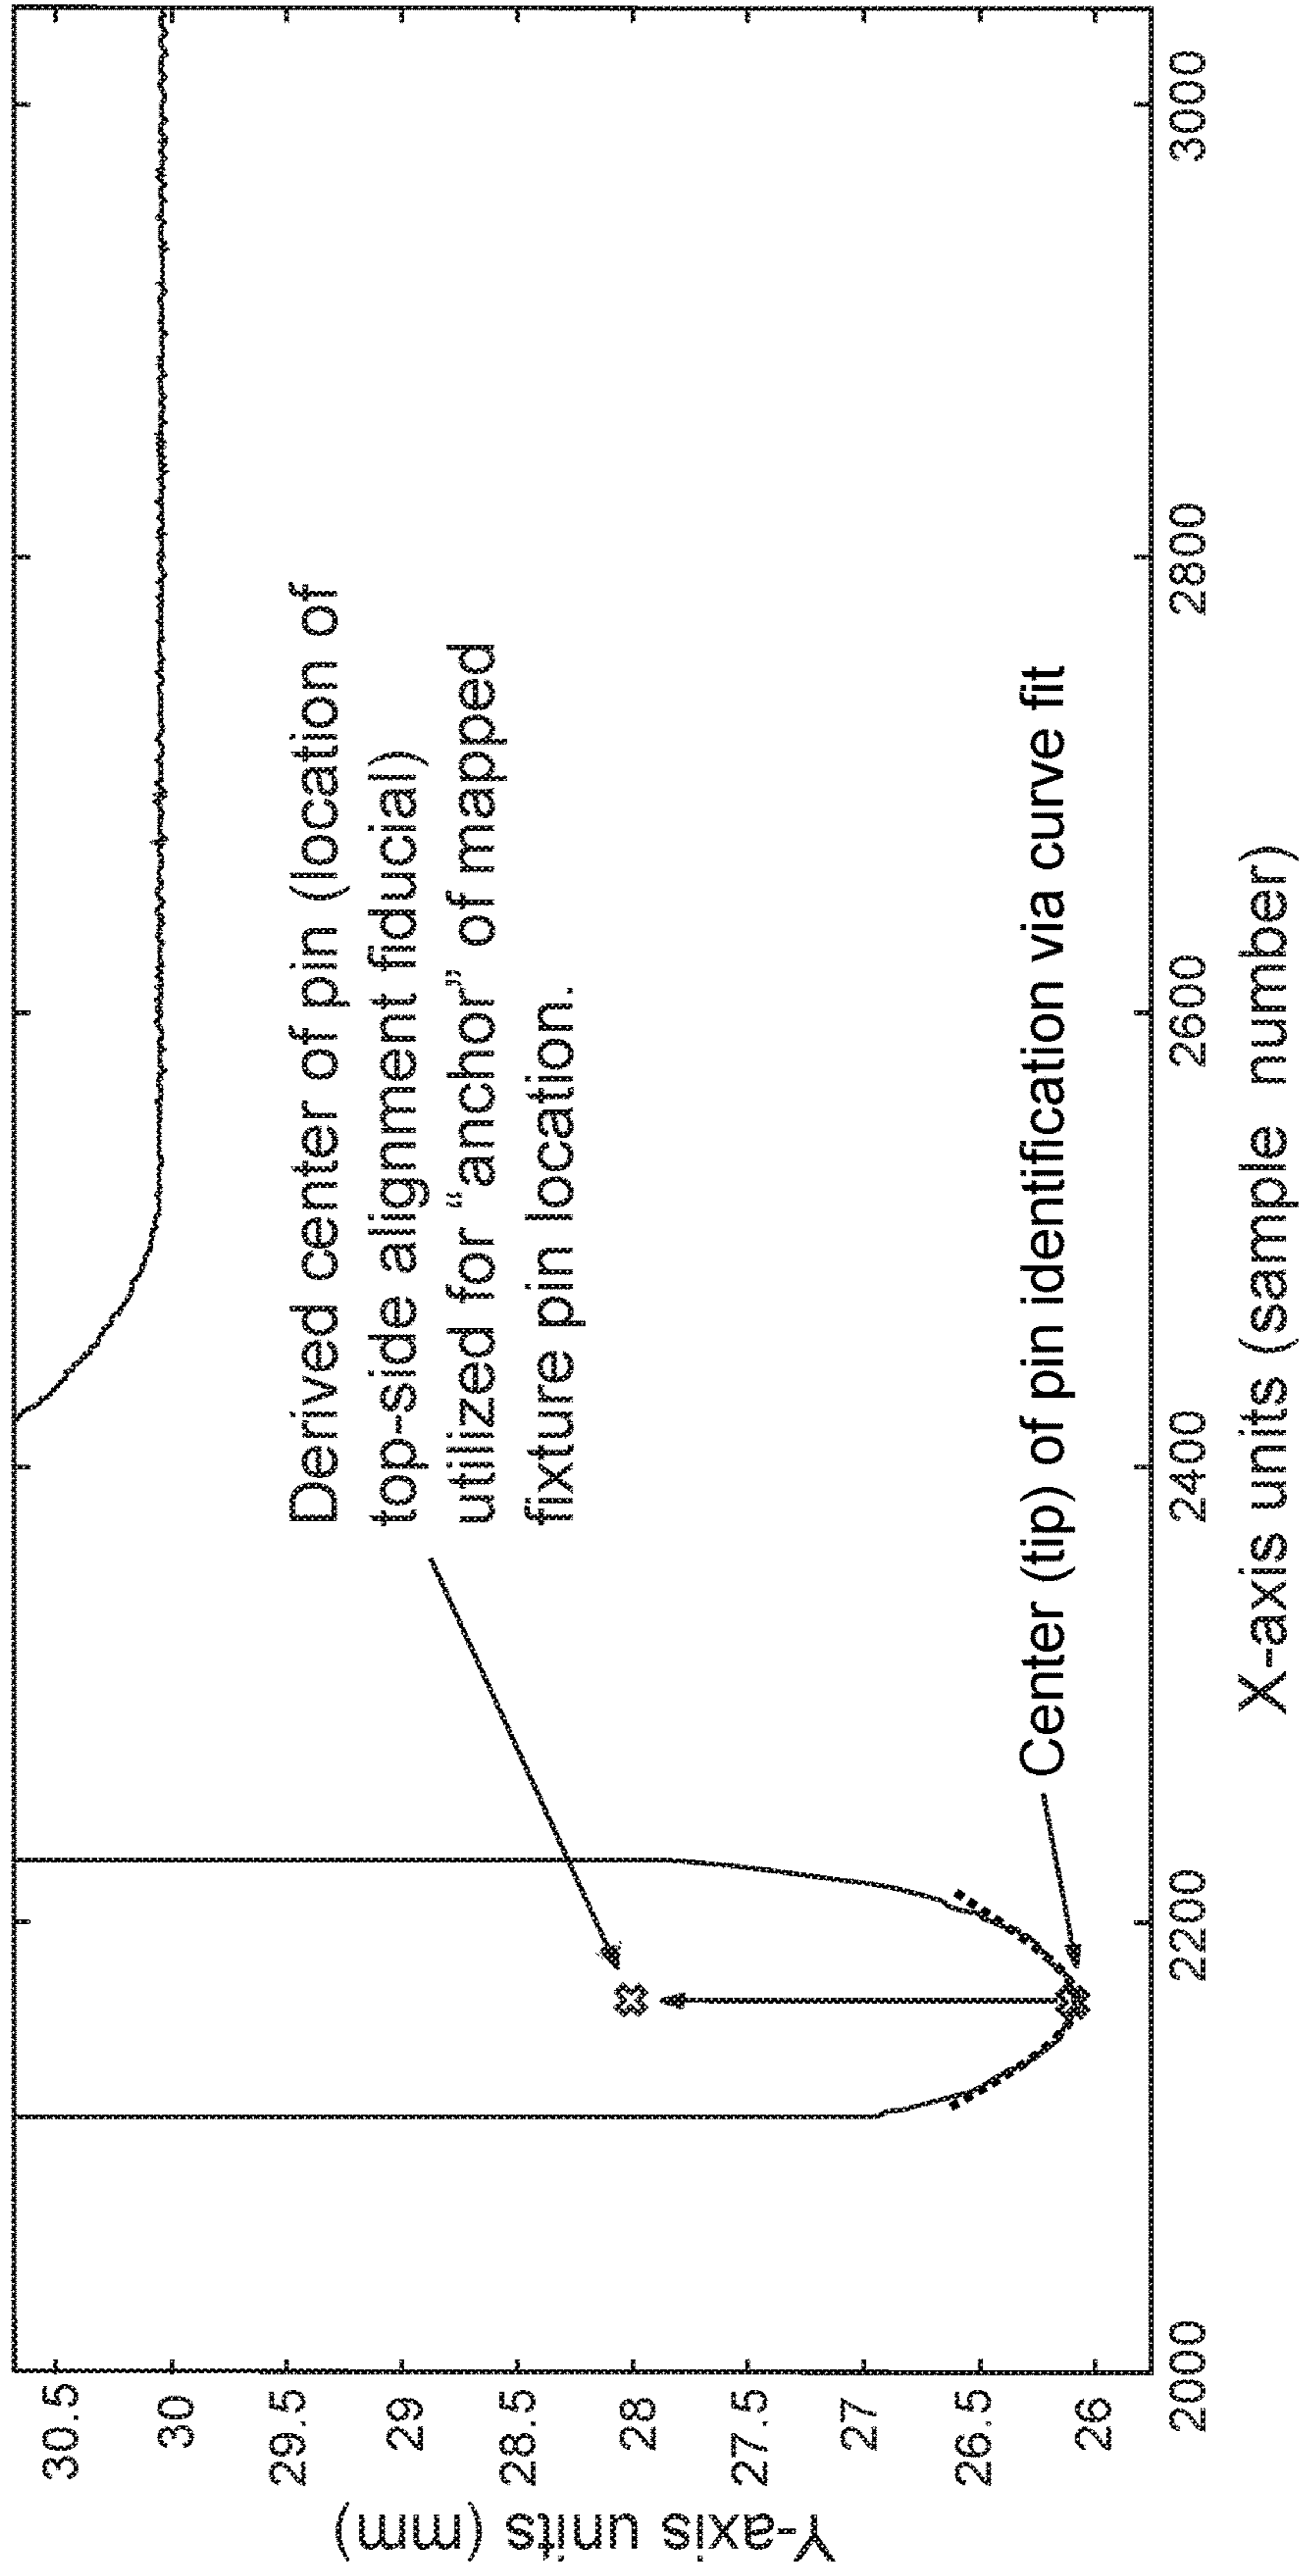 30.5
30
29.5
29
28.5
28
27.5
27
26.5
26
Y-axis units (mm)
Derived center of pin (location of
top-side alignment fiducial)
utilized for “anchor” of mapped
fixture pin location.
Center (tip) of pin identification via curve fit
2000
2200
2400
2600
2800
3000
X-axis units (sample number)